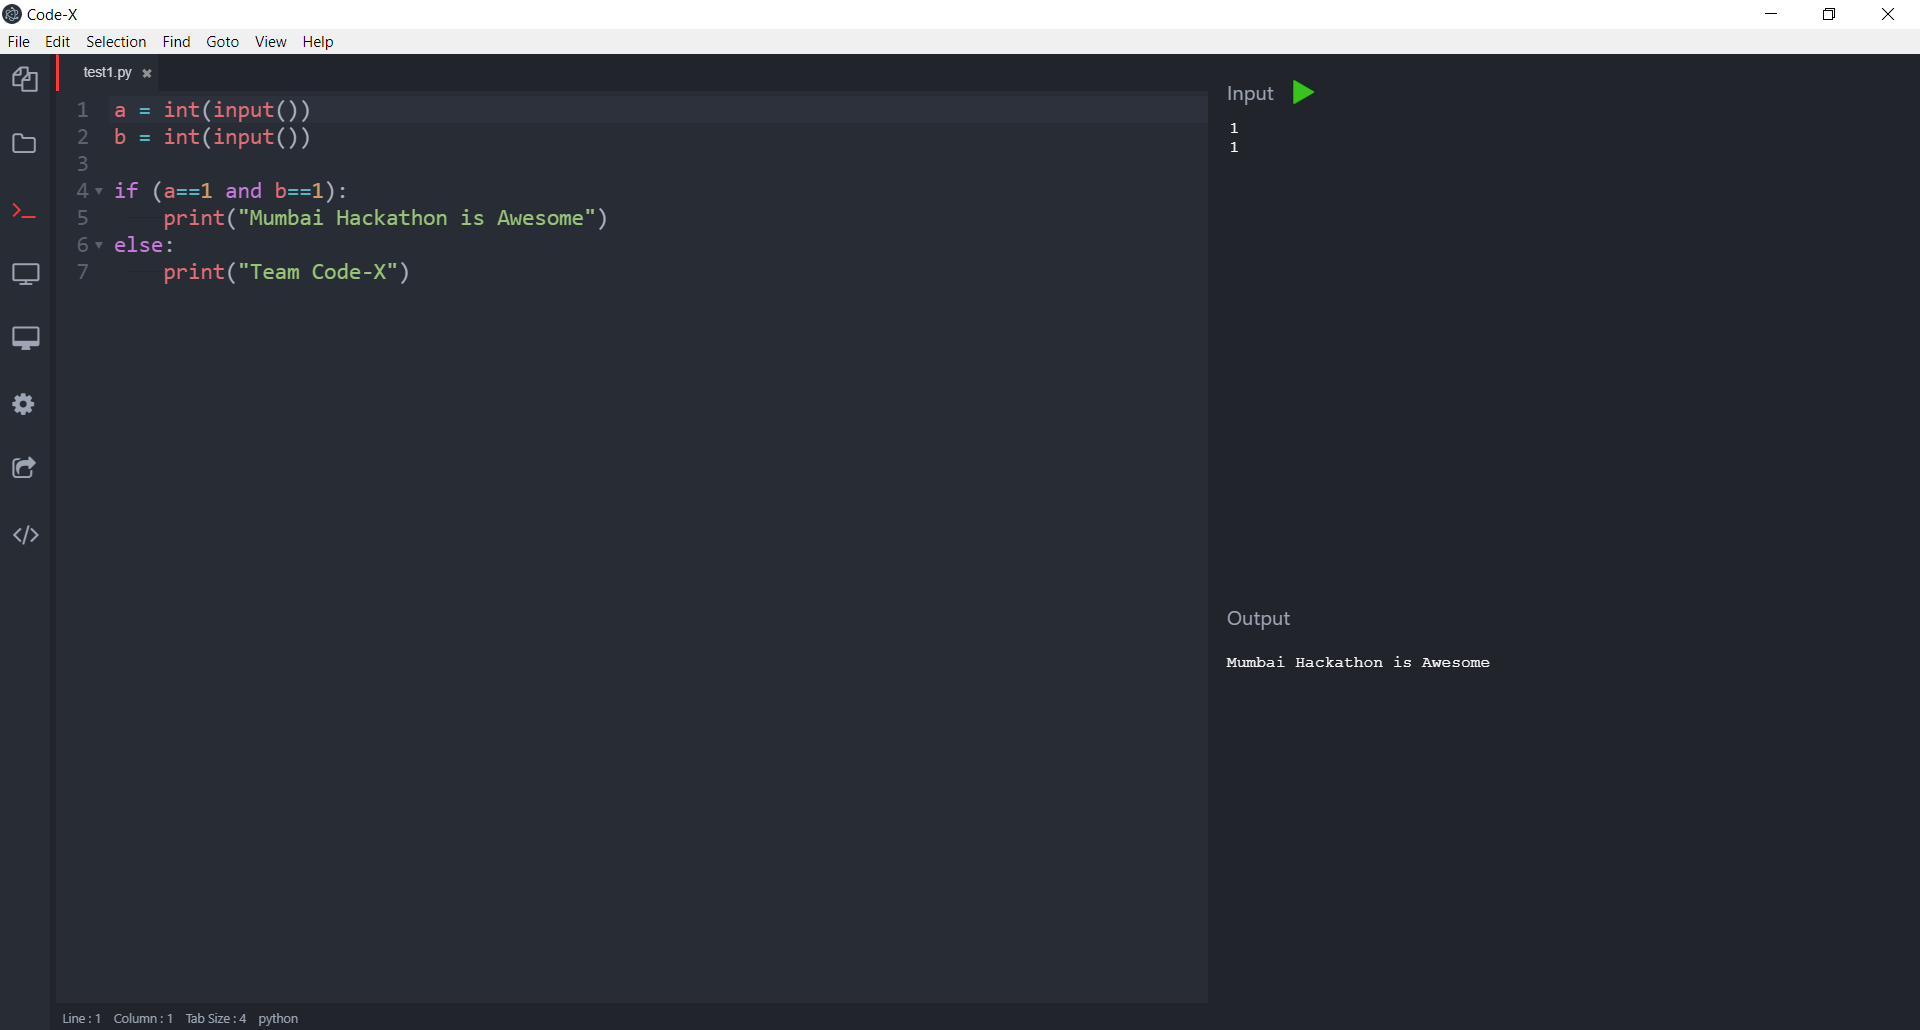 Code-X
File Edit Selection Find Goto View Help
test1.py
1 a = int(input())
2 b = int(input())
3
4 if (a==1 and b==1):
5     print("Mumbai Hackathon is Awesome")
6 else:
7     print("Team Code-X")
Input
1
1
Output
Mumbai Hackathon is Awesome
Line : 1 Column : 1 Tab Size : 4 python